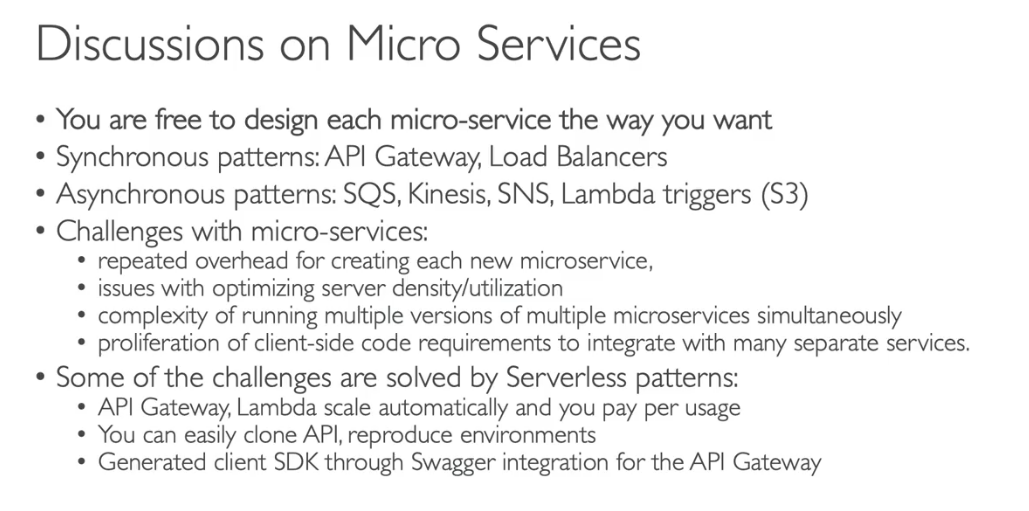 Discussions on Micro Services
• You are free to design each micro-service the way you want
• Synchronous patterns: API Gateway, Load Balancers
• Asynchronous patterns: SQS, Kinesis, SNS, Lambda triggers (S3)
• Challenges with micro-services:
• repeated overhead for creating each new microservice,
• issues with optimizing server density/utilization
• complexity of running multiple versions of multiple microservices simultaneously
• proliferation of client-side code requirements to integrate with many separate services.
• Some of the challenges are solved by Serverless patterns:
• API Gateway, Lambda scale automatically and you pay per usage
• You can easily clone API, reproduce environments
• Generated client SDK through Swagger integration for the API Gateway